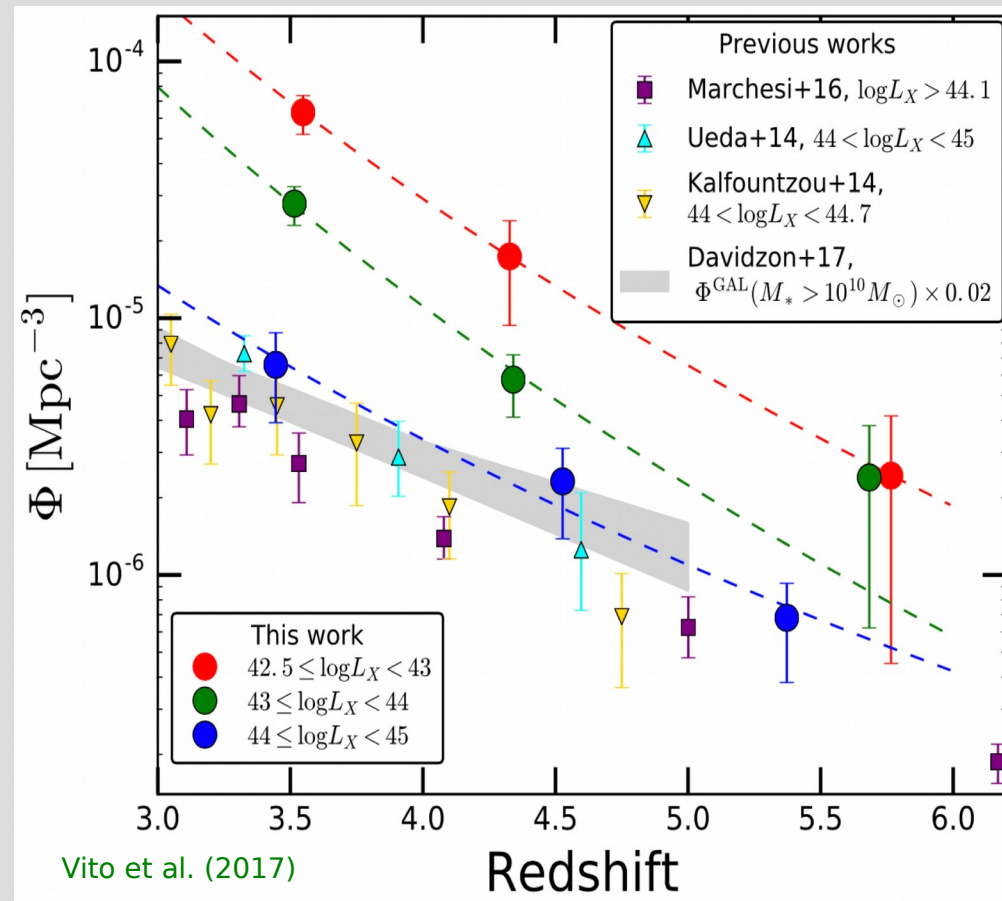 Previous works
Marchesi+16, logL_X > 44.1
Ueda+14, 44 < logL_X < 45
Kalfountzou+14,
44 < logL_X < 44.7
Davidzon+17,
Φ^GAL(M_* > 10^10 M_⊙) × 0.02
10^-4
10^-5
10^-6
Φ [Mpc^-3]
This work
42.5 ≤ logL_X < 43
43 ≤ logL_X < 44
44 ≤ logL_X < 45
3.0 3.5 4.0 4.5 5.0 5.5 6.0
Redshift
Vito et al. (2017)